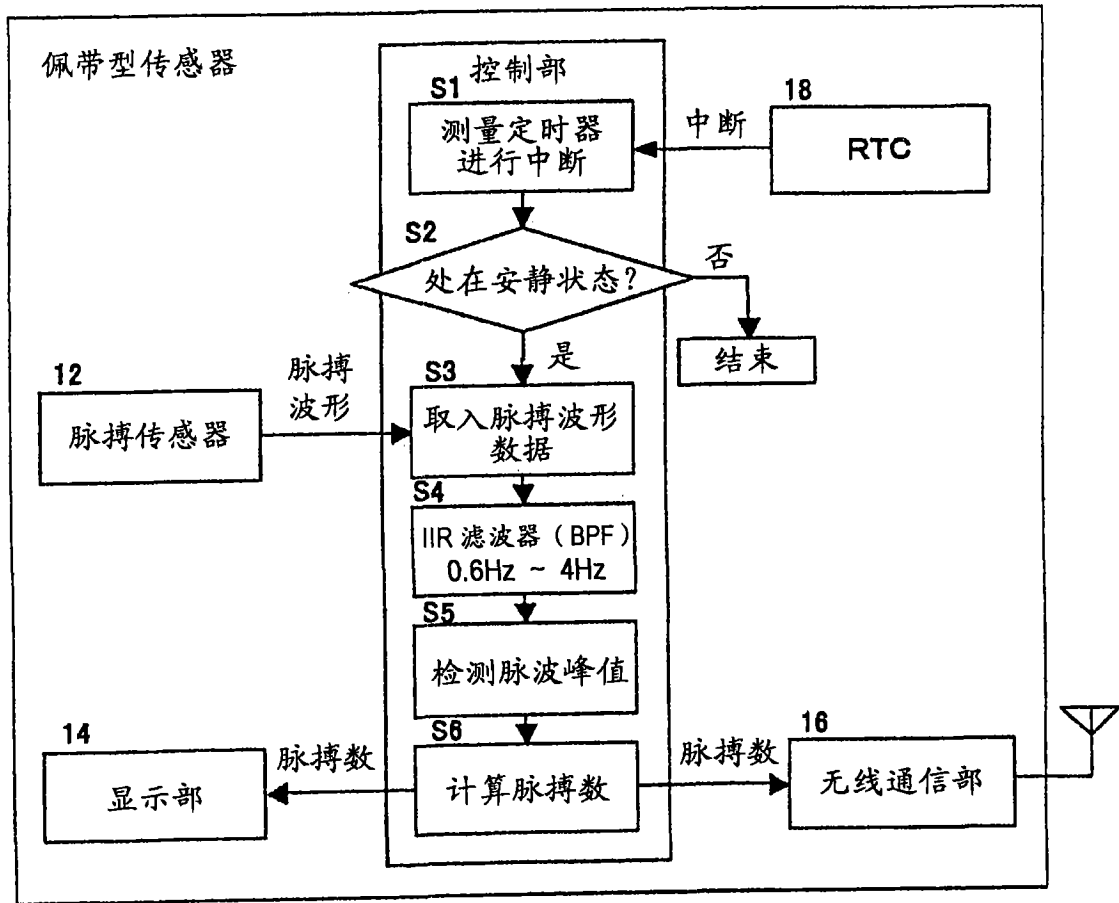 佩带型传感器
控制部
S1
测量定时器
进行中断
中断
18
RTC
S2
处在安静状态？
否
结束
是
12
脉搏传感器
脉搏
波形
S3
取入脉搏波形
数据
S4
IIR 滤波器（BPF）
0.6Hz ~ 4Hz
S5
检测脉波峰值
S6
计算脉搏数
脉搏数
14
显示部
脉搏数
16
无线通信部